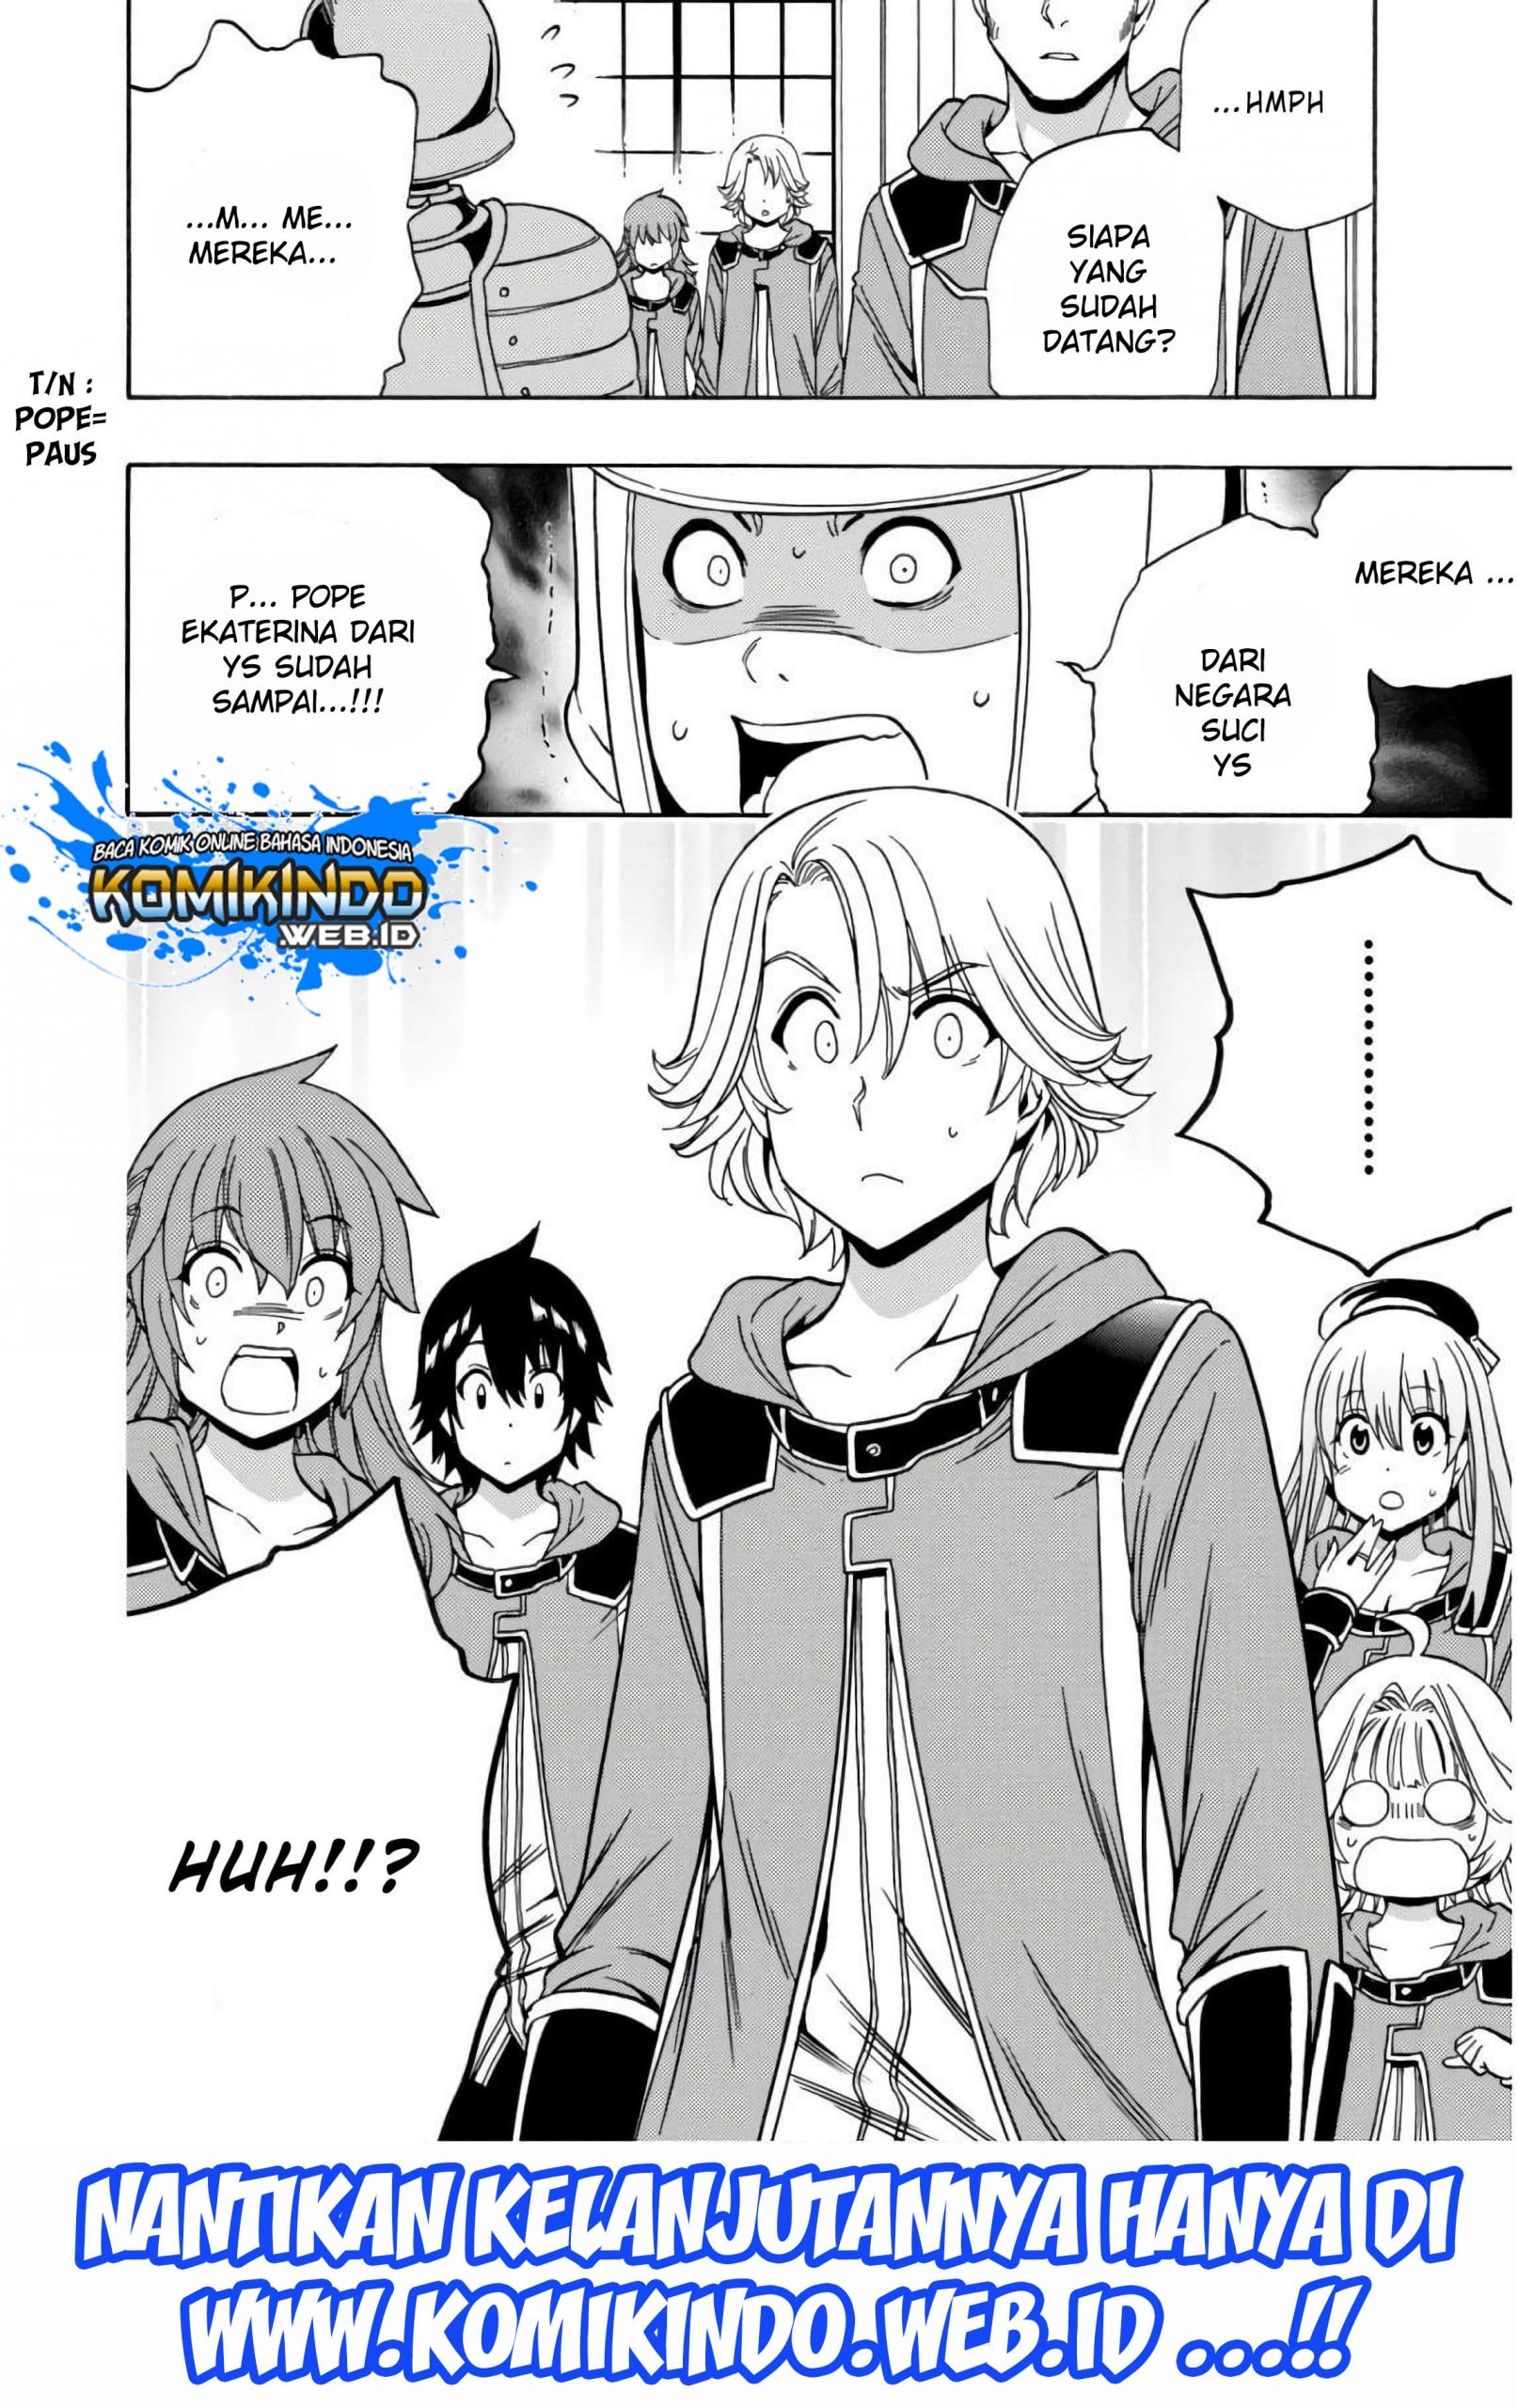 ...HMPH
SIAPA
YANG
SUDAH
DATANG?
...M... ME...
MEREKA...
T/N :
POPE=
PAUS
MEREKA ...
DARI
NEGARA
SUCI
YS
P... POPE
EKATERINA DARI
YS SUDAH
SAMPAI...!!!
BACA KOMIK ONLINE BAHASA INDONESIA
KOMIKINDO
.WEB.ID
HUH!!?
NANTIKAN KELANJUTANNYA HANYA DI
WWW.KOMIKINDO.WEB.ID ...!!